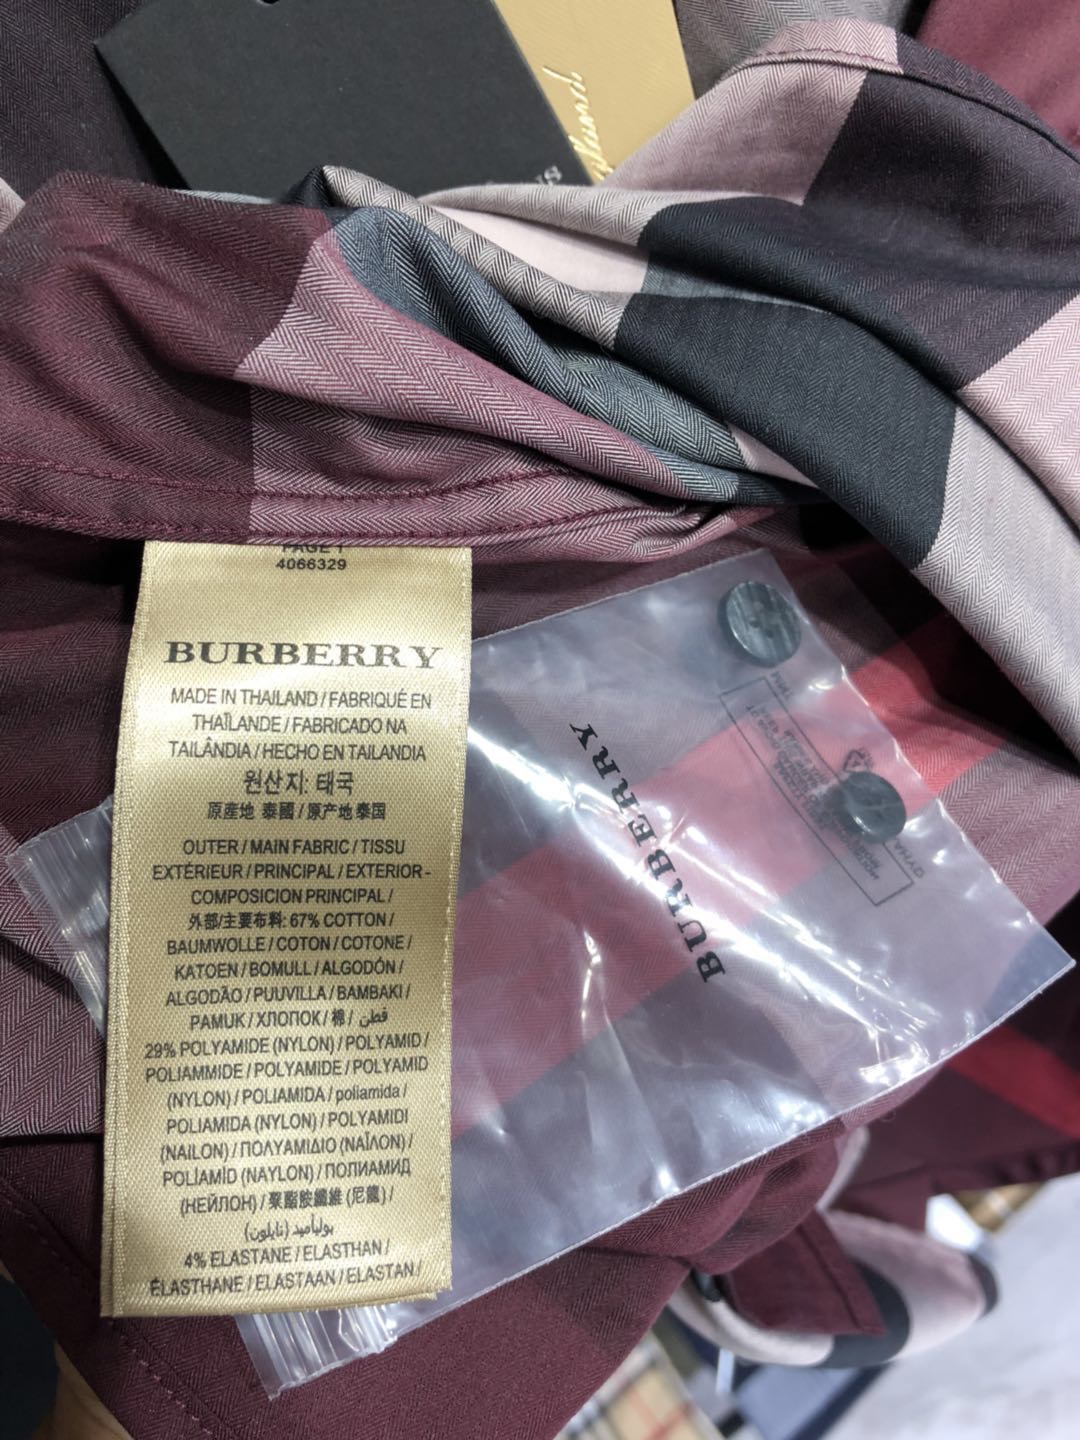 PAGE 1
4066329
BURBERRY
MADE IN THAILAND / FABRIQUÉ EN
THAÏLANDE / FABRICADO NA
TAILÂNDIA / HECHO EN TAILANDIA
원산지: 태국
原産地 泰國 / 原产地 泰国
OUTER / MAIN FABRIC / TISSU
EXTÉRIEUR / PRINCIPAL / EXTERIOR -
COMPOSICION PRINCIPAL /
外部/主要布料: 67% COTTON /
BAUMWOLLE / COTON / COTONE /
KATOEN / BOMULL / ALGODÓN /
ALGODÃO / PUUVILLA / BAMBAKI /
PAMUK / ХЛОПОК / 棉 / قطن
29% POLYAMIDE (NYLON) / POLYAMID /
POLIAMMIDE / POLYAMIDE / POLYAMID
(NYLON) / POLIAMIDA / poliamida /
POLIAMIDA (NYLON) / POLYAMIDI
(NAILON) / ΠΟΛΥΑΜΙΔΙΟ (ΝΑΪΛΟΝ) /
POLİAMİD (NAYLON) / ПОЛИАМИД
(НЕЙЛОН) / 聚酯胺纖維 (尼龍) /
بوليأميد (نايلون)
4% ELASTANE / ELASTHAN /
ÉLASTHANNE / ELASTAAN / ELASTAN /
BURBERRY